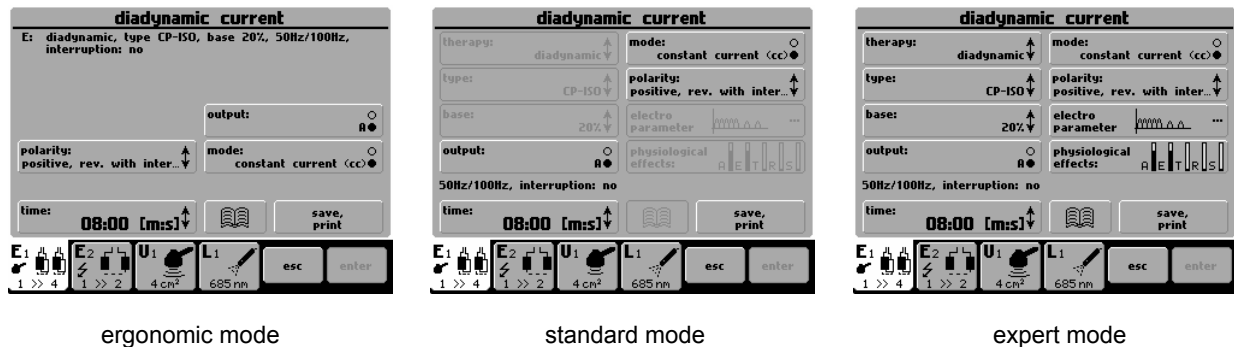 diadynamic current
E: diadynamic, type CP-ISO, base 20%, 50Hz/100Hz,
interruption: no
output:
A
polarity:
positive, rev. with inter…
mode:
constant current (cc)
time:
08:00 [m:s]
save,
print
E1
1 >> 4
E2
1 >> 2
U1
4 cm²
L1
685 nm
esc
enter
ergonomic mode
diadynamic current
therapy:
diadynamic
mode:
constant current (cc)
type:
CP-ISO
polarity:
positive, rev. with inter…
base:
20%
electro
parameter
...
output:
A
physiological
effects:
A E T R S
50Hz/100Hz, interruption: no
time:
08:00 [m:s]
save,
print
E1
1 >> 4
E2
1 >> 2
U1
4 cm²
L1
685 nm
esc
enter
standard mode
diadynamic current
therapy:
diadynamic
mode:
constant current (cc)
type:
CP-ISO
polarity:
positive, rev. with inter…
base:
20%
electro
parameter
...
output:
A
physiological
effects:
A E T R S
50Hz/100Hz, interruption: no
time:
08:00 [m:s]
save,
print
E1
1 >> 4
E2
1 >> 2
U1
4 cm²
L1
685 nm
esc
enter
expert mode